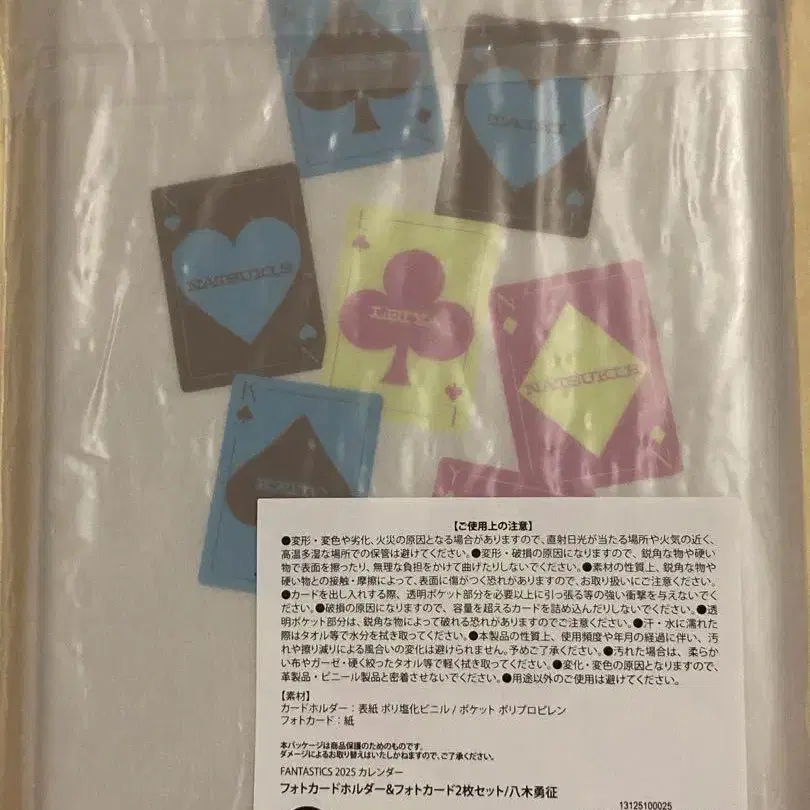 NATSUKI
N
NATSUKI
N
LEIYA
L
N
NATSUKI
K
Y
【ご使用上の注意】
●変形・変色や劣化、火災の原因となる場合がありますので、直射日光が当たる場所や火気の近く、
高温多湿な場所での保管は避けてください。●変形・破損の原因になりますので、鋭角な物や硬い
物で表面を擦ったり、無理な負担をかけて曲げたりしないでください。●素材の性質上、鋭角な物や
硬い物との接触・摩擦によって、表面に傷がつく恐れがありますので、お取り扱いにご注意ください。
●カードを出し入れする際、透明ポケット部分を必要以上に引っ張る等の強い衝撃を与えないでく
ださい。●破損の原因になりますので、容量を超えるカードを詰め込んだりしないでください。●透
明ポケット部分は、鋭角な物によって破れる恐れがありますのでご注意ください。●汗・水に濡れた
際はタオル等で水分を拭き取ってください。●本製品の性質上、使用頻度や年月の経過に伴い、汚
れや擦り減りによる風合いの変化は避けられません。予めご了承ください。●汚れた場合は、柔らか
い布やガーゼ・硬く絞ったタオル等で軽く拭き取ってください。●変化・変色の原因となりますので、
革製品・ビニール製品と密着させないでください。●用途以外のご使用は避けてください。
【素材】
カードホルダー：表紙 ポリ塩化ビニル / ポケット ポリプロピレン
フォトカード：紙
本パッケージは商品保護のためのものです。
ダメージによるお取り替えはいたしかねますので、ご了承ください。
FANTASTICS 2025 カレンダー
フォトカードホルダー&フォトカード2枚セット/八木勇征
13125100025